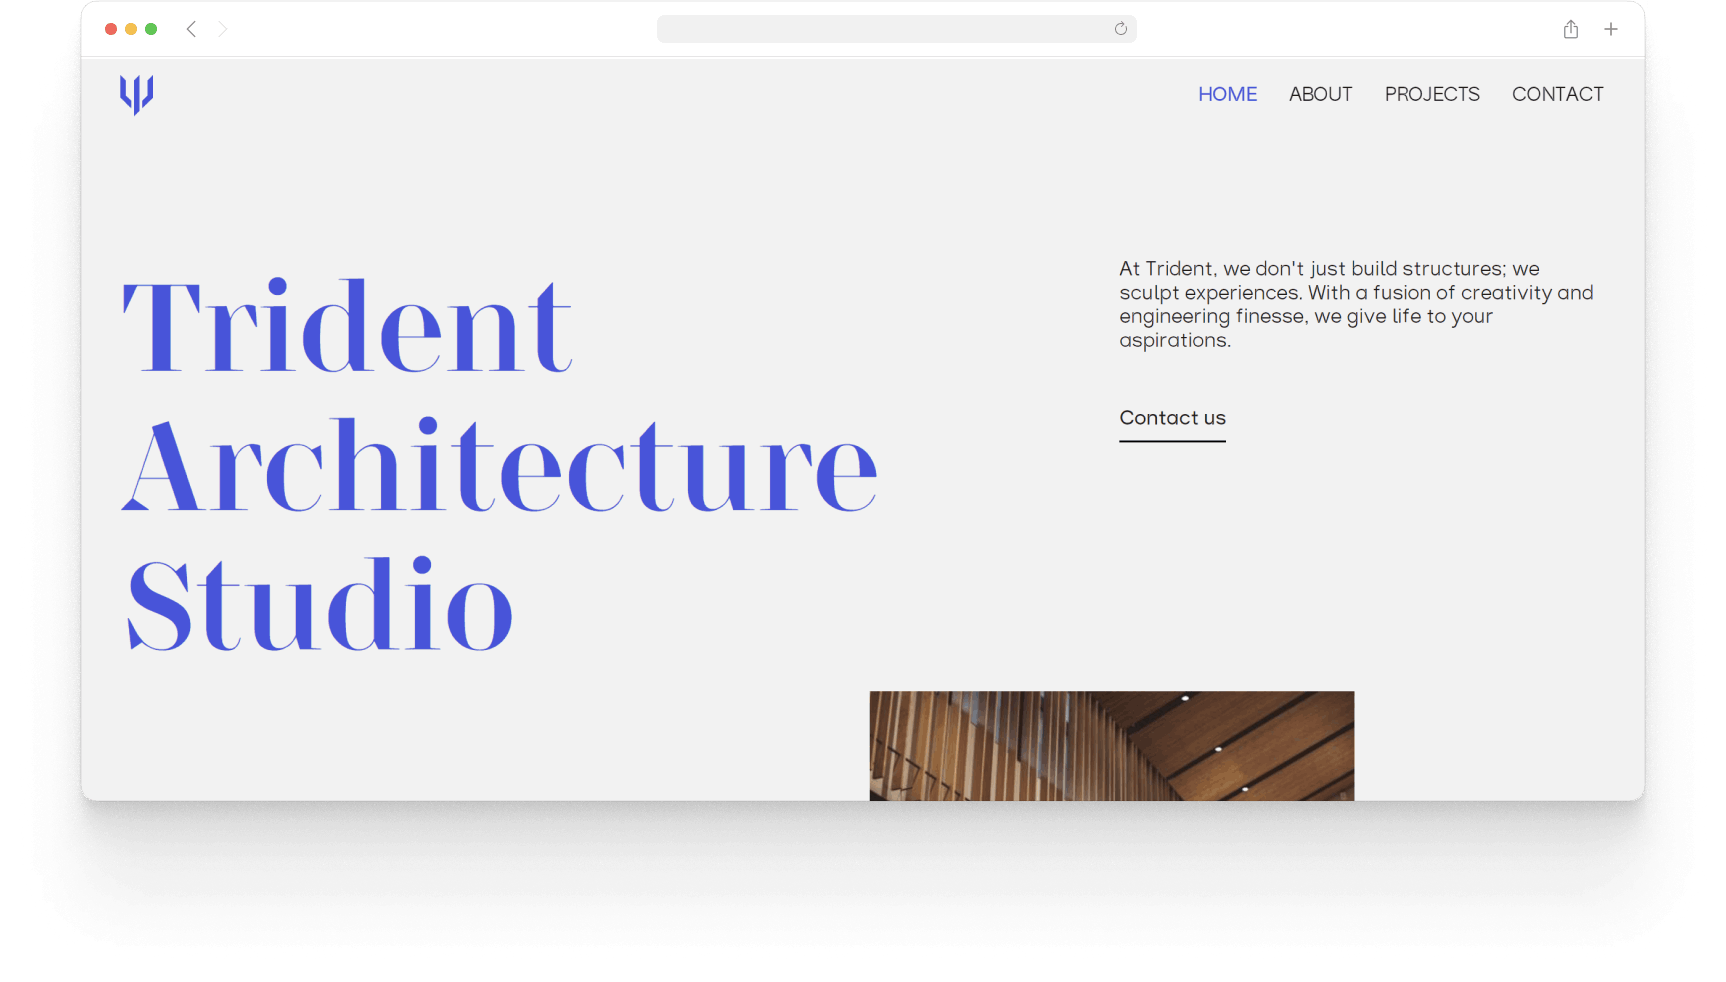 HOME ABOUT PROJECTS CONTACT
Trident
Architecture
Studio
At Trident, we don't just build structures; we
sculpt experiences. With a fusion of creativity and
engineering finesse, we give life to your
aspirations.
Contact us